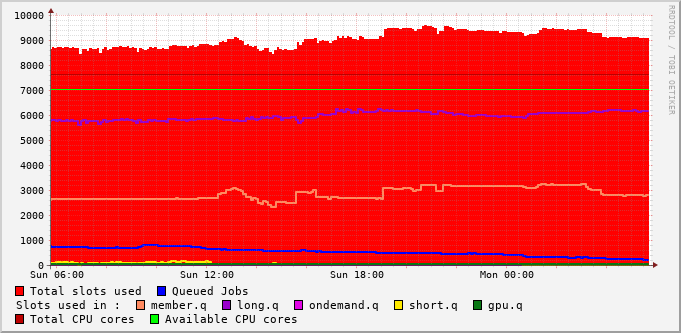 10000
9000
8000
7000
6000
5000
4000
3000
2000
1000
0
Sun 06:00 Sun 12:00 Sun 18:00 Mon 00:00
Total slots used Queued Jobs
Slots used in : member.q long.q ondemand.q short.q gpu.q
Total CPU cores Available CPU cores
RRDTOOL / TOBI OETIKER